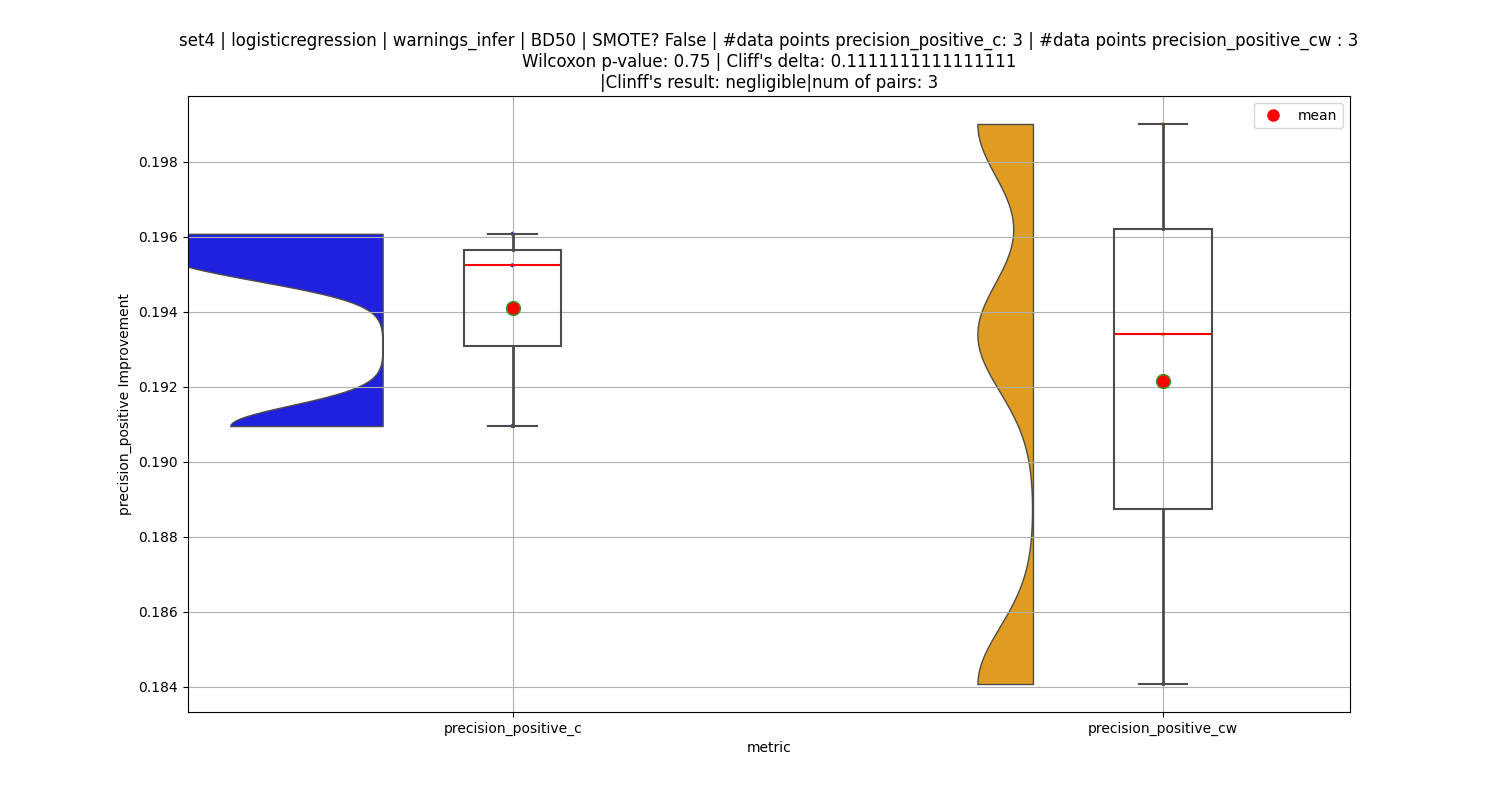 set4 | logisticregression | warnings_infer | BD50 | SMOTE? False | #data points precision_positive_c: 3 | #data points precision_positive_cw : 3
Wilcoxon p-value: 0.75 | Cliff's delta: 0.1111111111111111
|Clinff's result: negligible|num of pairs: 3
mean
0.198
0.196
0.194
0.192
0.190
0.188
0.186
0.184
precision_positive Improvement
precision_positive_c
precision_positive_cw
metric